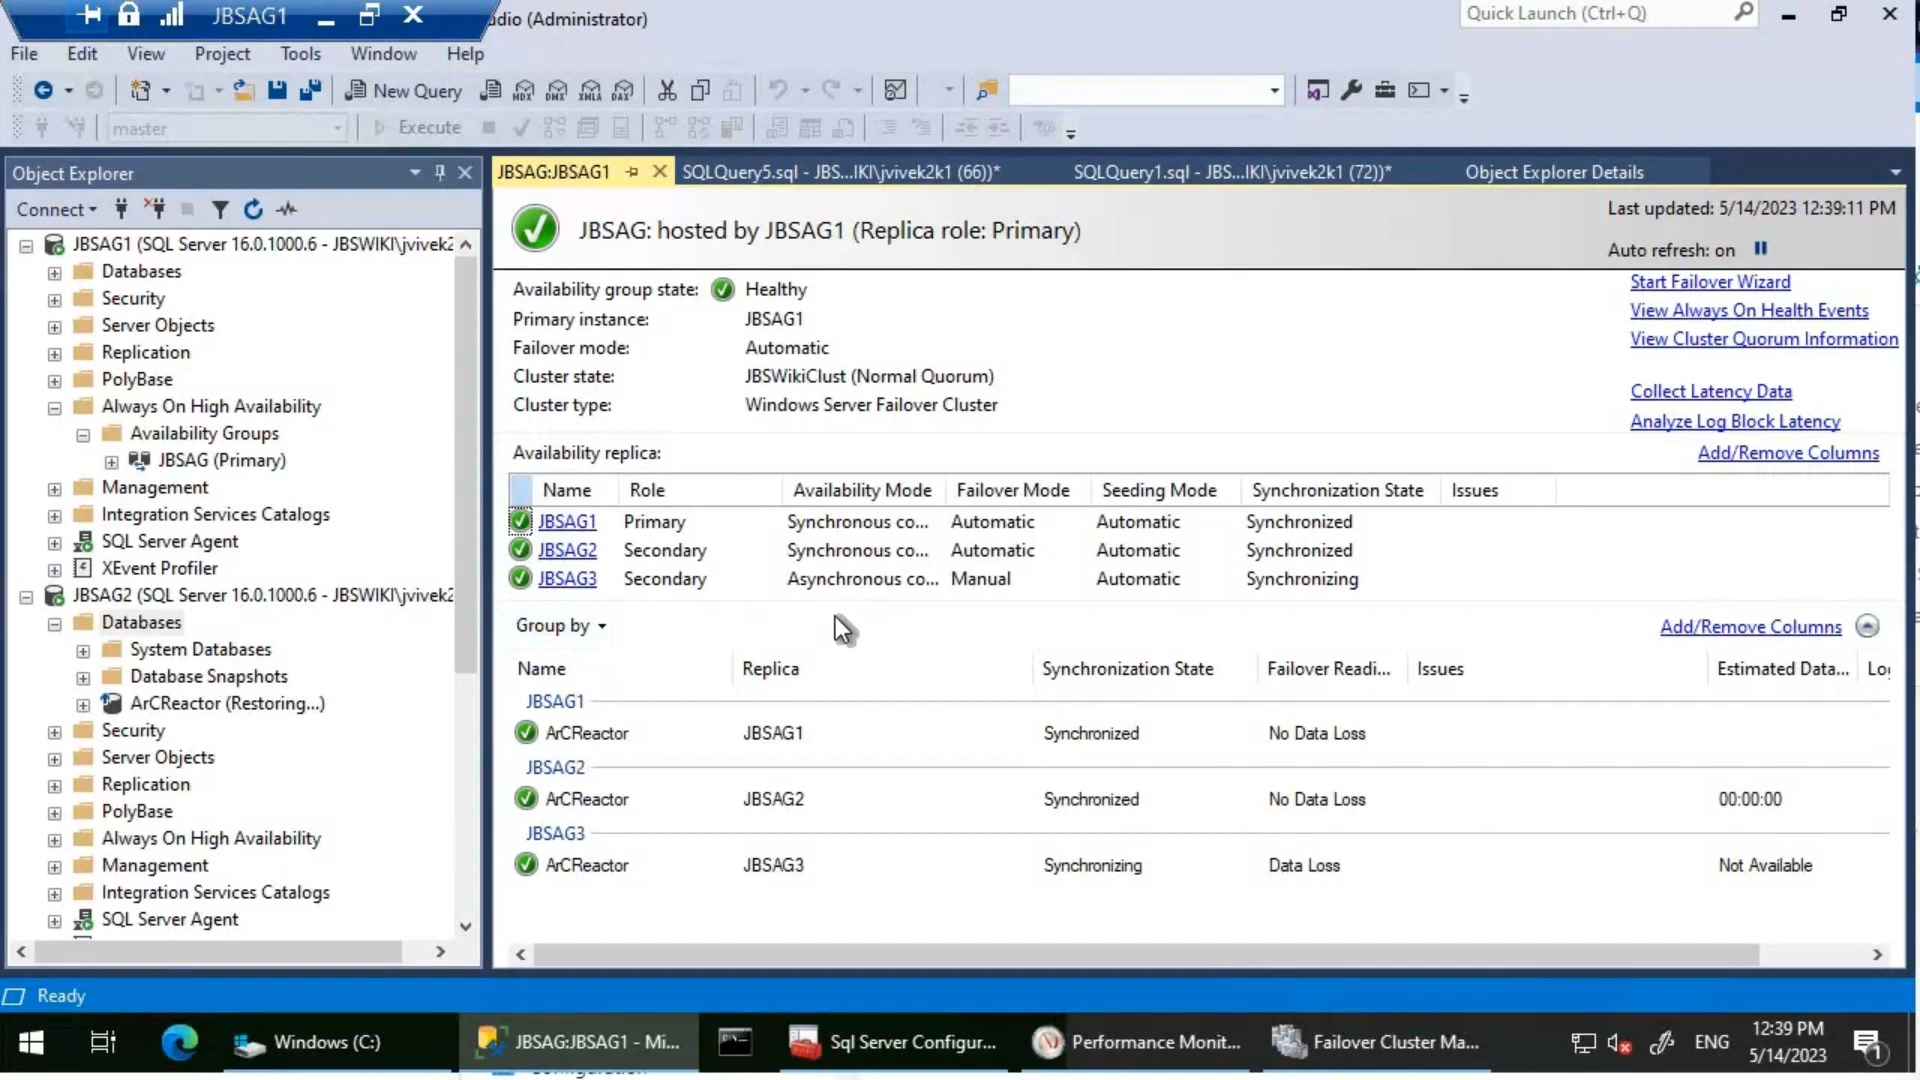 JBSAG1
dio (Administrator)
Quick Launch (Ctrl+Q)
File Edit View Project Tools Window Help
New Query MDX DMX XMLA DAX
master Execute
Object Explorer
JBSAG:JBSAG1 SQLQuery5.sql - JBS...IKI\jvivek2k1 (66))* SQLQuery1.sql - JBS...IKI\jvivek2k1 (72))* Object Explorer Details
Connect
JBSAG1 (SQL Server 16.0.1000.6 - JBSWIKI\jvivek2
Databases
Security
Server Objects
Replication
PolyBase
Always On High Availability
Availability Groups
JBSAG (Primary)
Management
Integration Services Catalogs
SQL Server Agent
XEvent Profiler
JBSAG2 (SQL Server 16.0.1000.6 - JBSWIKI\jvivek2
Databases
System Databases
Database Snapshots
ArCReactor (Restoring...)
Security
Server Objects
Replication
PolyBase
Always On High Availability
Management
Integration Services Catalogs
SQL Server Agent
JBSAG: hosted by JBSAG1 (Replica role: Primary)
Last updated: 5/14/2023 12:39:11 PM
Auto refresh: on
Availability group state: Healthy
Primary instance: JBSAG1
Failover mode: Automatic
Cluster state: JBSWikiClust (Normal Quorum)
Cluster type: Windows Server Failover Cluster
Start Failover Wizard
View Always On Health Events
View Cluster Quorum Information
Collect Latency Data
Analyze Log Block Latency
Availability replica: Add/Remove Columns
Name Role Availability Mode Failover Mode Seeding Mode Synchronization State Issues
JBSAG1 Primary Synchronous co... Automatic Automatic Synchronized
JBSAG2 Secondary Synchronous co... Automatic Automatic Synchronized
JBSAG3 Secondary Asynchronous co... Manual Automatic Synchronizing
Group by Add/Remove Columns
Name Replica Synchronization State Failover Readi... Issues Estimated Data...
JBSAG1
ArCReactor JBSAG1 Synchronized No Data Loss
JBSAG2
ArCReactor JBSAG2 Synchronized No Data Loss 00:00:00
JBSAG3
ArCReactor JBSAG3 Synchronizing Data Loss Not Available
Ready
Windows (C:) JBSAG:JBSAG1 - Mi... Sql Server Configur... Performance Monit... Failover Cluster Ma... ENG 12:39 PM
5/14/2023 1